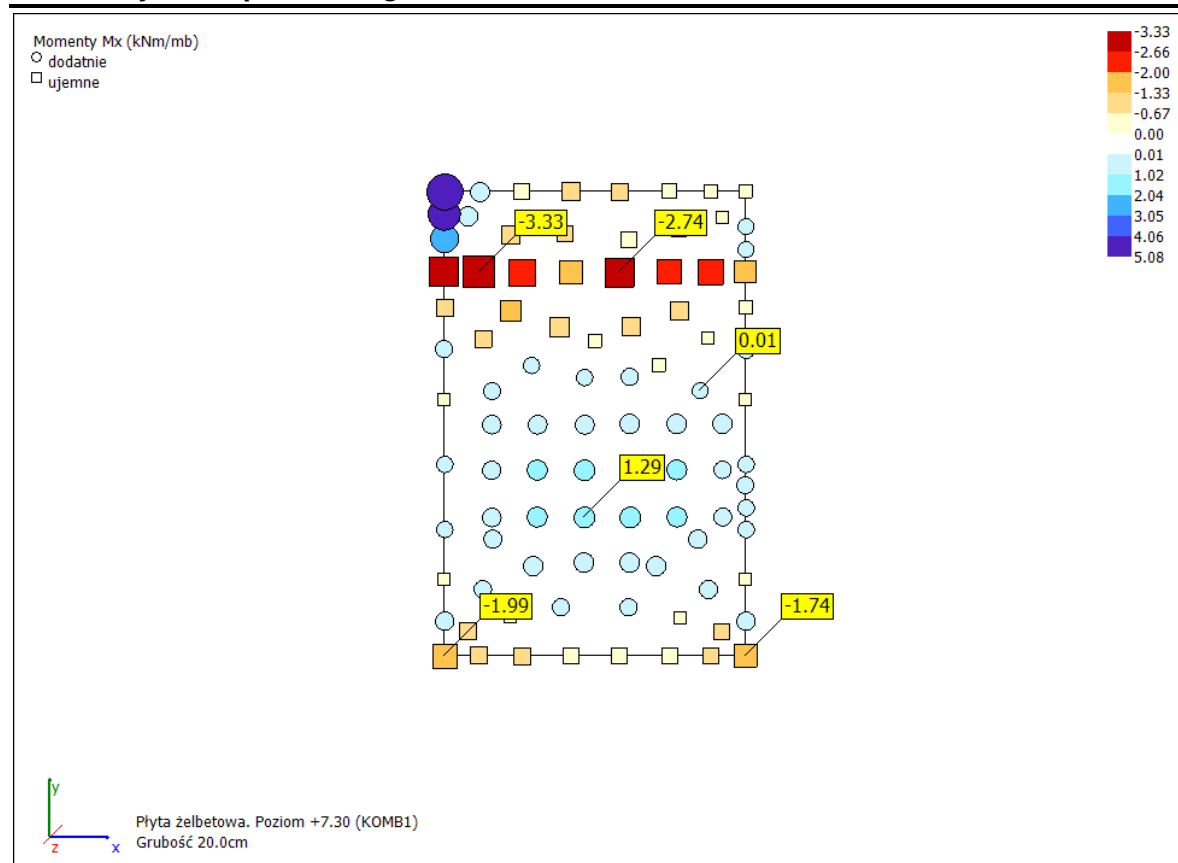 Momenty Mx (kNm/mb)
dodatnie
ujemne
-3.33
-2.66
-2.00
-1.33
-0.67
0.00
0.01
1.02
2.04
3.05
4.06
5.08
-3.33
-2.74
0.01
1.29
-1.99
-1.74
y
z
x
Płyta żelbetowa. Poziom +7.30 (KOMB1)
Grubość 20.0cm